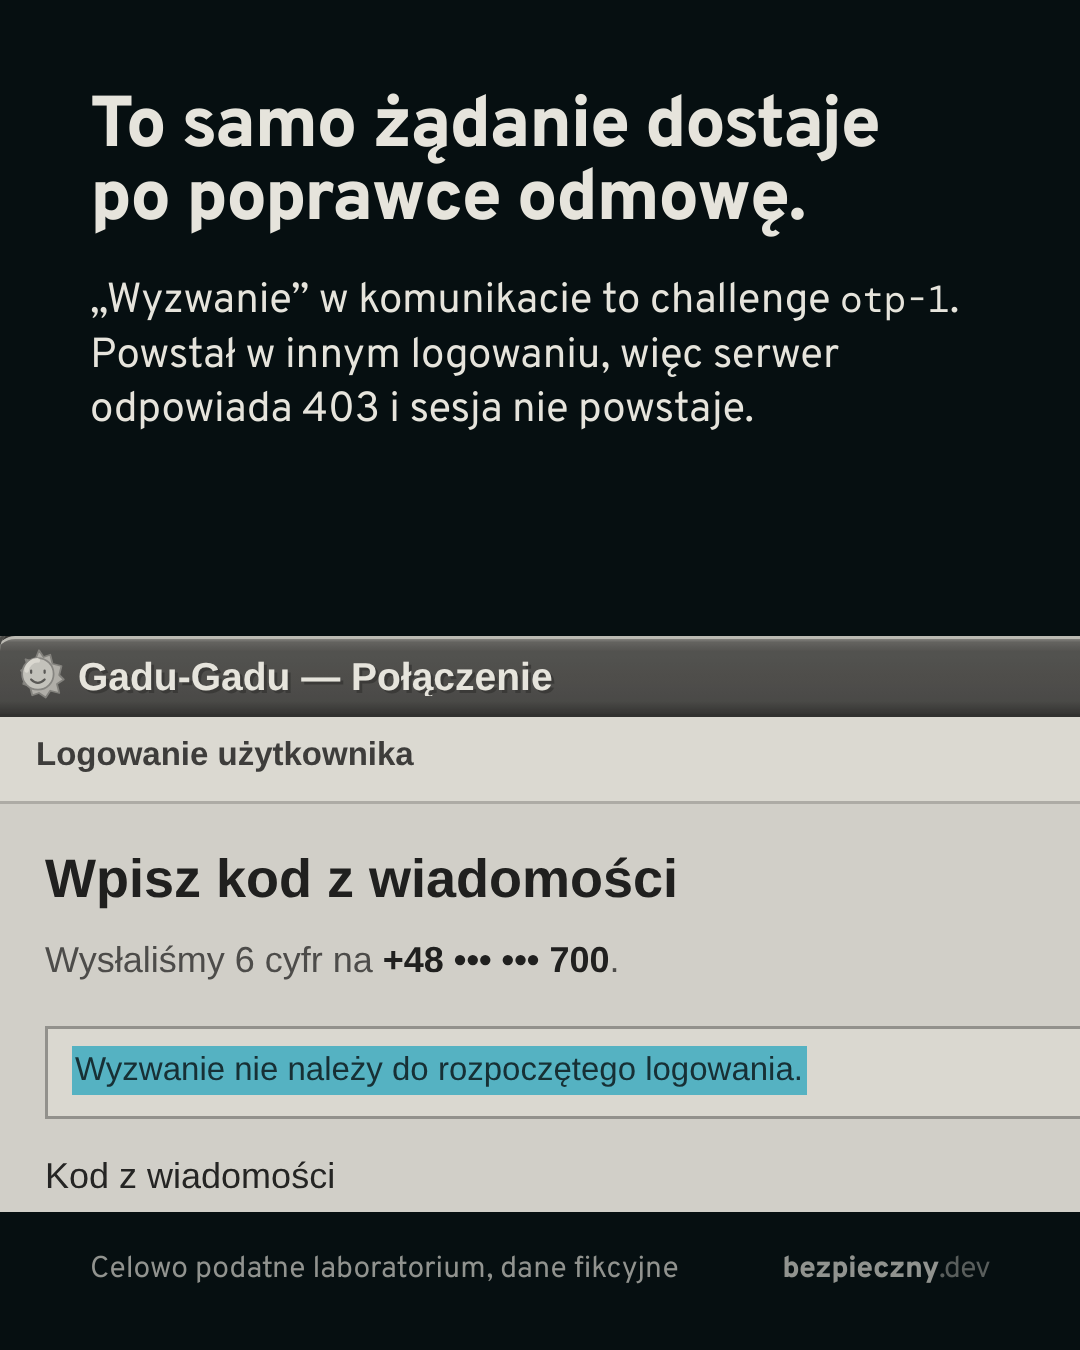 To samo żądanie dostaje
po poprawce odmowę.
„Wyzwanie” w komunikacie to challenge otp-1.
Powstał w innym logowaniu, więc serwer
odpowiada 403 i sesja nie powstaje.
Gadu-Gadu — Połączenie
Logowanie użytkownika
Wpisz kod z wiadomości
Wysłaliśmy 6 cyfr na +48 ••• ••• 700.
Wyzwanie nie należy do rozpoczętego logowania.
Kod z wiadomości
Celowo podatne laboratorium, dane fikcyjne
bezpieczny.dev